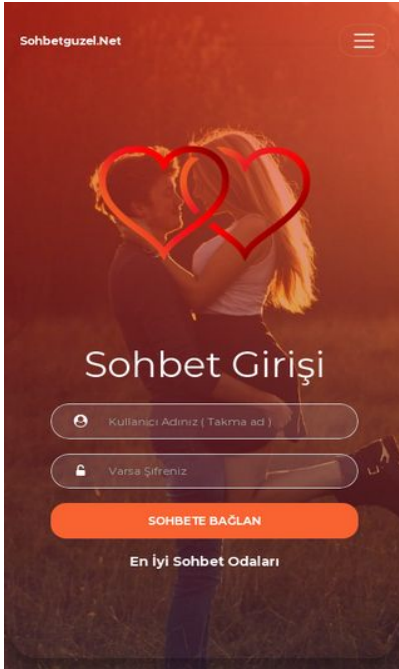 Sohbetguzel.Net
Sohbet Girişi
Kullanıcı Adınız ( Takma ad )
Varsa Şifreniz
SOHBETE BAĞLAN
En İyi Sohbet Odaları